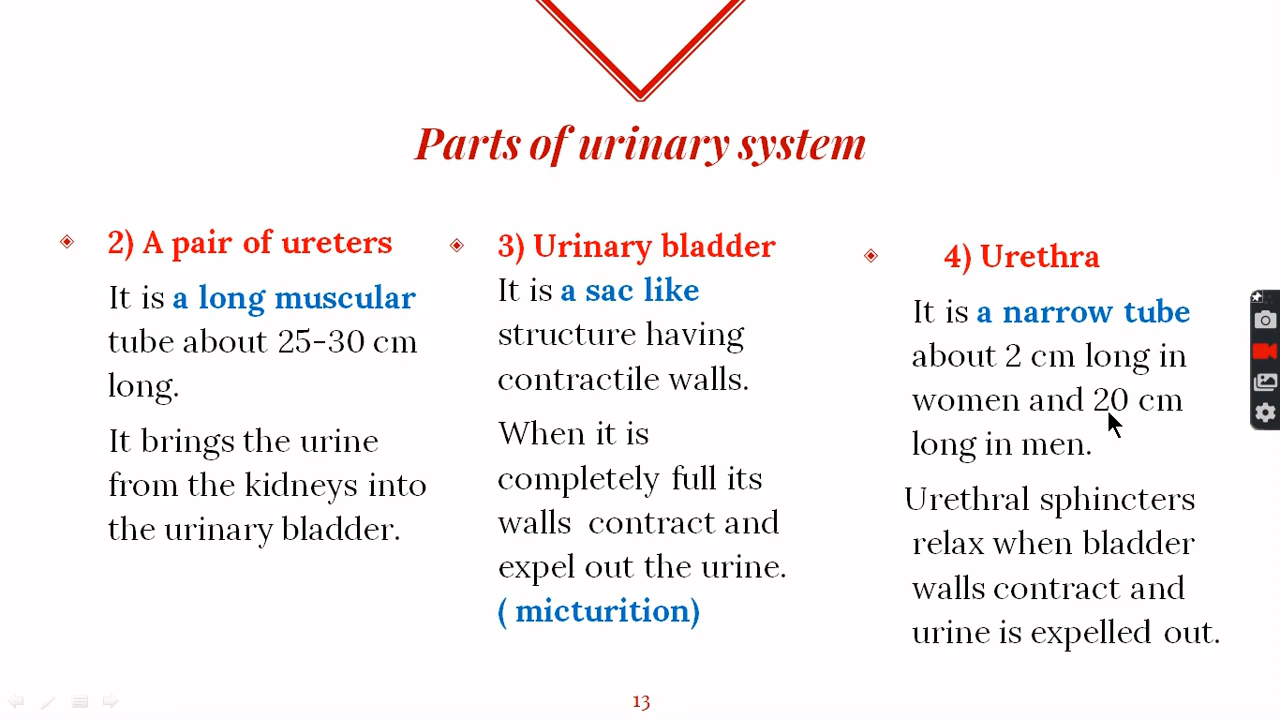 Parts of urinary system
2) A pair of ureters
It is a long muscular
tube about 25-30 cm
long.
It brings the urine
from the kidneys into
the urinary bladder.
3) Urinary bladder
It is a sac like
structure having
contractile walls.
When it is
completely full its
walls contract and
expel out the urine.
( micturition)
4) Urethra
It is a narrow tube
about 2 cm long in
women and 20 cm
long in men.
Urethral sphincters
relax when bladder
walls contract and
urine is expelled out.
13